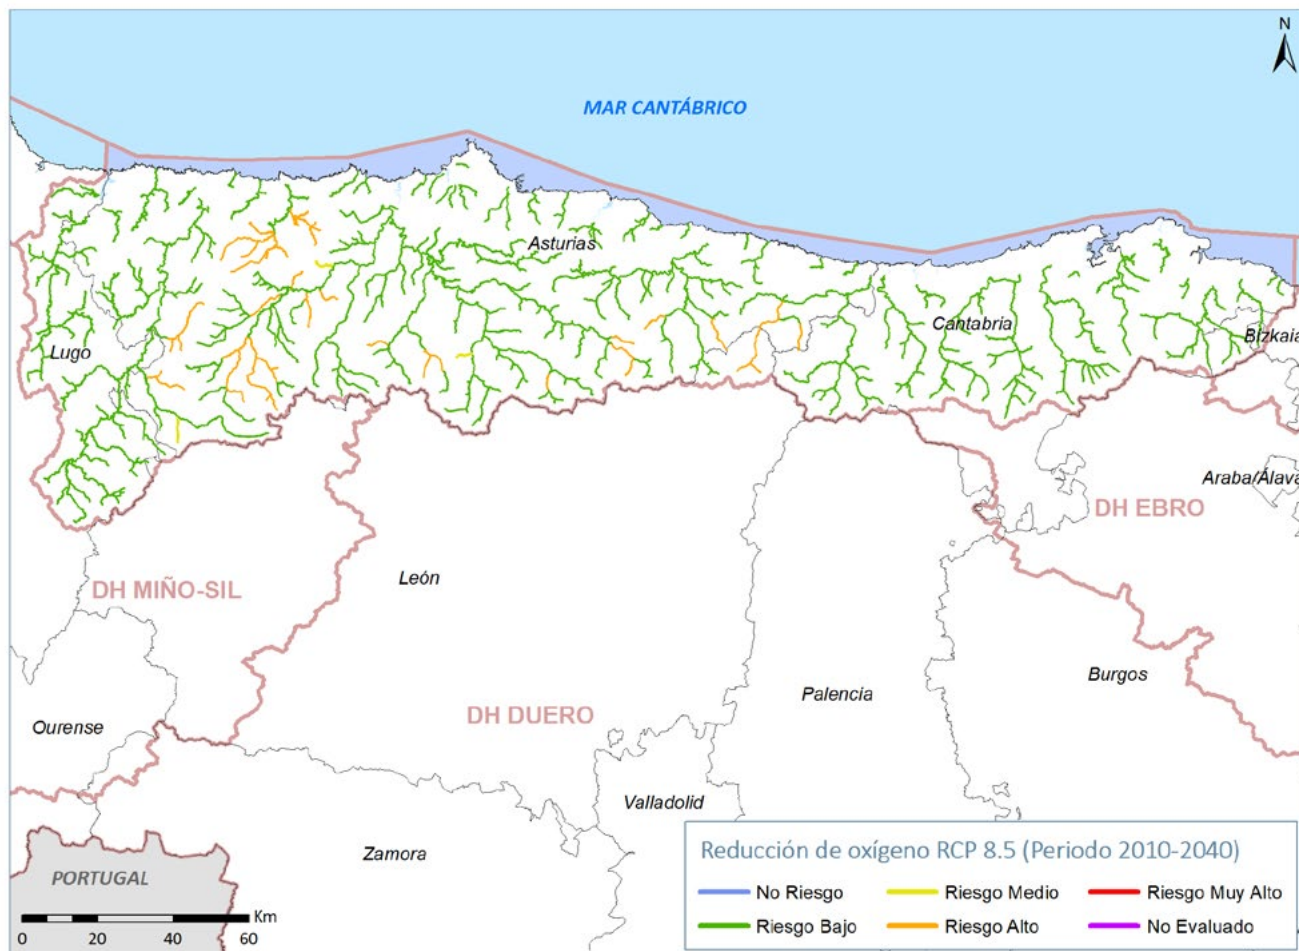 N
MAR CANTÁBRICO
Asturias
Cantabria
Bizkaia
Lugo
Araba/Álava
DH EBRO
León
DH MIÑO-SIL
Burgos
Palencia
DH DUERO
Ourense
Valladolid
Zamora
PORTUGAL
Km
0 20 40 60
Reducción de oxígeno RCP 8.5 (Periodo 2010-2040)
No Riesgo Riesgo Medio Riesgo Muy Alto
Riesgo Bajo Riesgo Alto No Evaluado